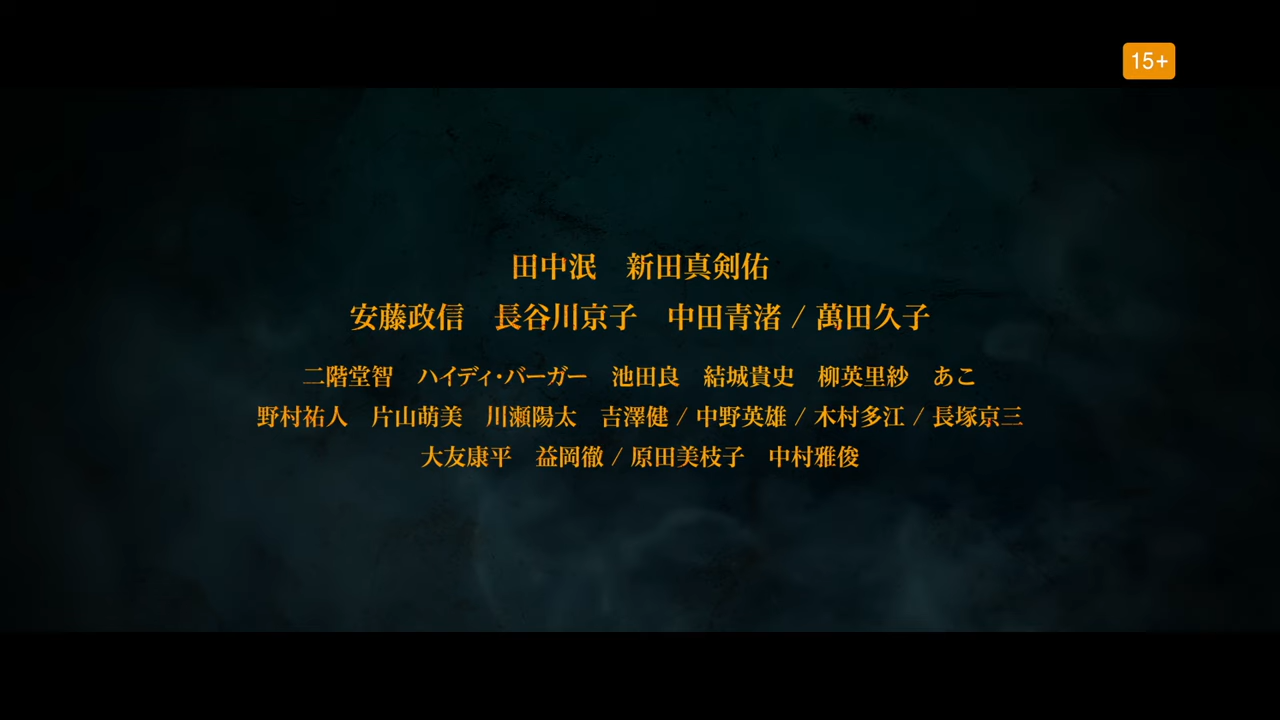 15+
田中泯　新田真剣佑
安藤政信　長谷川京子　中田青渚 / 萬田久子
二階堂智　ハイディ・バーガー　池田良　結城貴史　柳英里紗　あこ
野村祐人　片山萌美　川瀬陽太　吉澤健 / 中野英雄 / 木村多江 / 長塚京三
大友康平　益岡徹 / 原田美枝子　中村雅俊